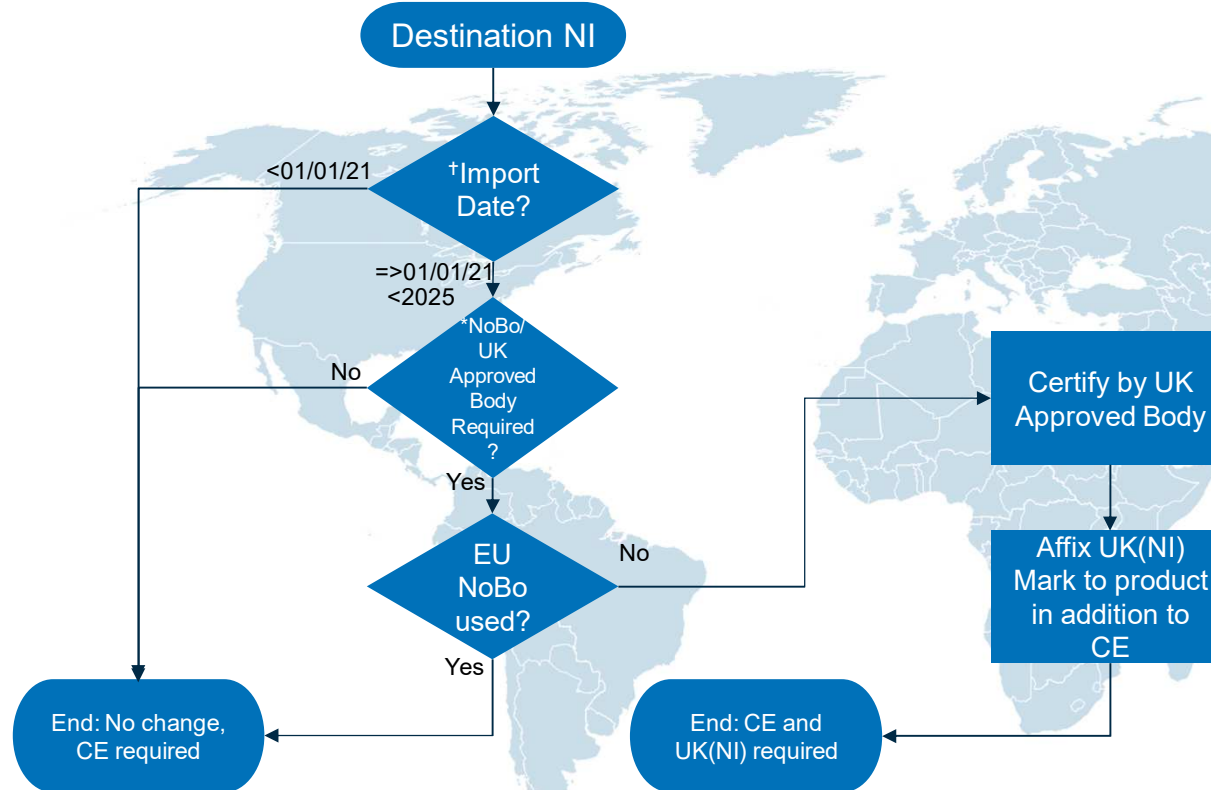 Destination NI
<01/01/21
†Import
Date?
=>01/01/21
<2025
*NoBo/
UK
Approved
Body
Required
?
No
Yes
Certify by UK
Approved Body
EU
NoBo
used?
No
Yes
Affix UK(NI)
Mark to product
in addition to
CE
End: No change,
CE required
End: CE and
UK(NI) required